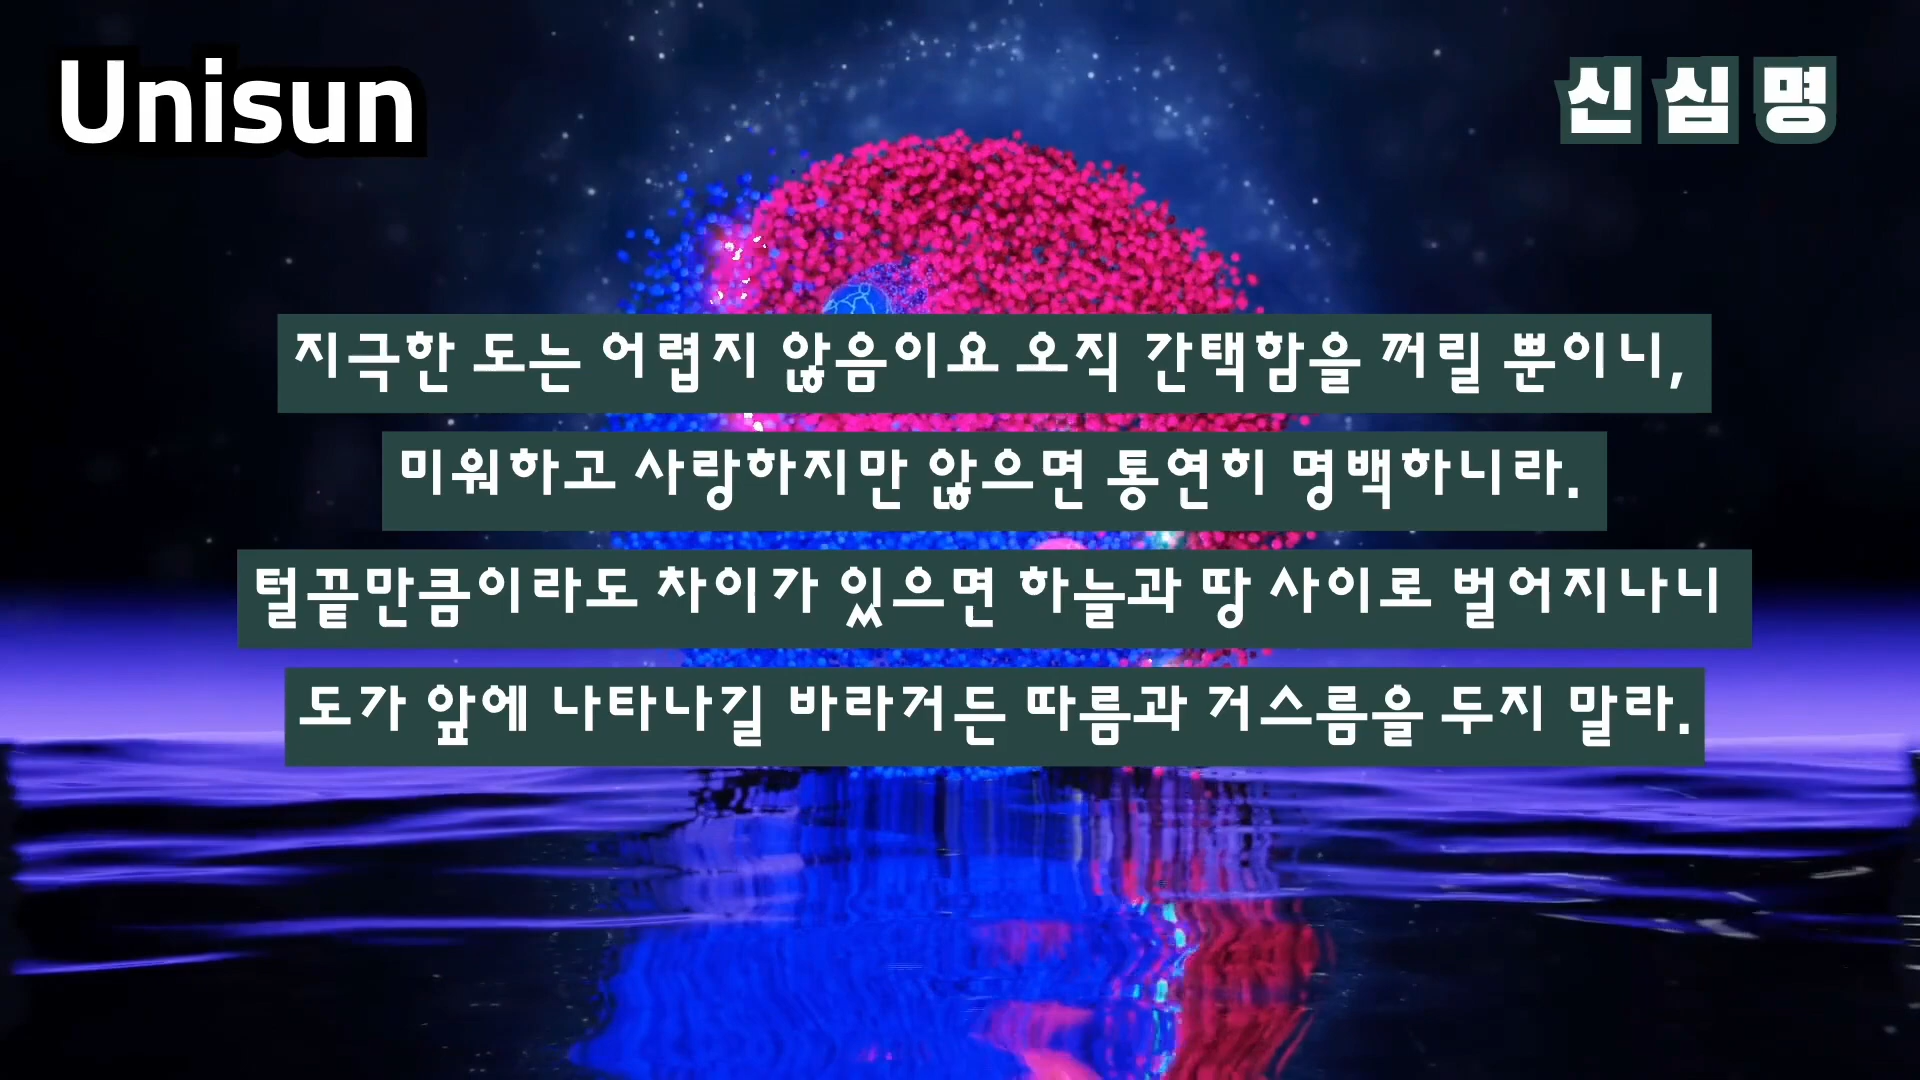 Unisun
신심명
지극한 도는 어렵지 않음이요 오직 간택함을 꺼릴 뿐이니,
미워하고 사랑하지만 않으면 통연히 명백하니라.
털끝만큼이라도 차이가 있으면 하늘과 땅 사이로 벌어지나니
도가 앞에 나타나길 바라거든 따름과 거스름을 두지 말라.